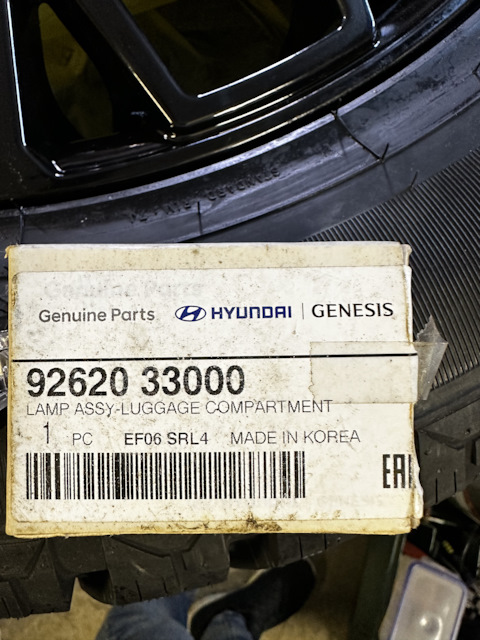 Genuine Parts HYUNDAI | GENESIS
92620 33000
LAMP ASSY-LUGGAGE COMPARTMENT
1 PC EF06 SRL4 MADE IN KOREA
EAC